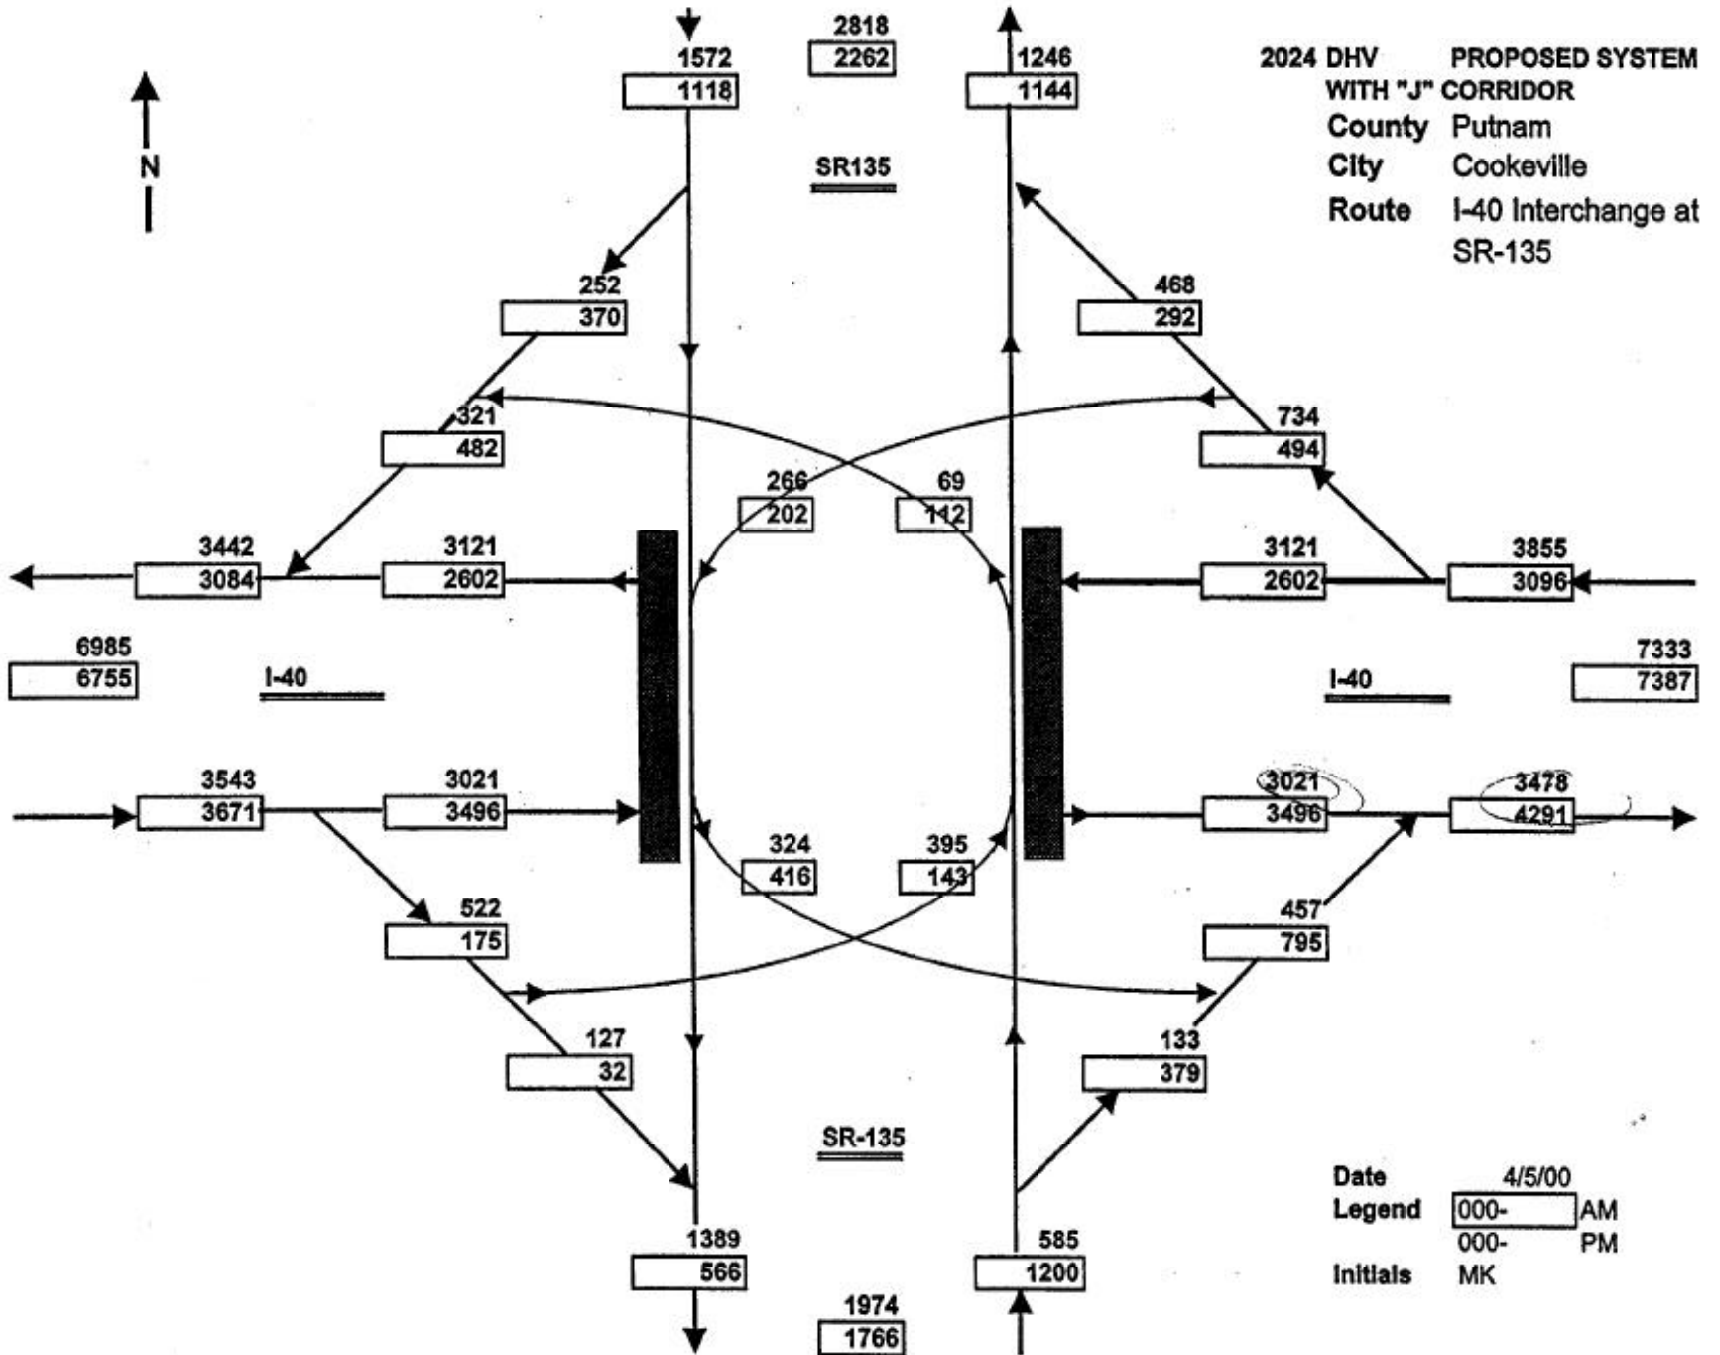 2818
1572 2262 1246
1118 1144
2024 DHV PROPOSED SYSTEM
WITH "J" CORRIDOR
County Putnam
City Cookeville
Route I-40 Interchange at
SR-135
N
SR135
252 468
370 292
321 734
482 494
266 69
202 112
3442 3121 3121 3855
3084 2602 2602 3096
6985 7333
6755 I-40 I-40 7387
3543 3021 3021 3478
3671 3496 3496 4291
324 395
416 143
522 457
175 795
127 133
32 379
SR-135
1389 585
566 1200
1974
1766
Date 4/5/00
Legend 000- AM
000- PM
Initials MK